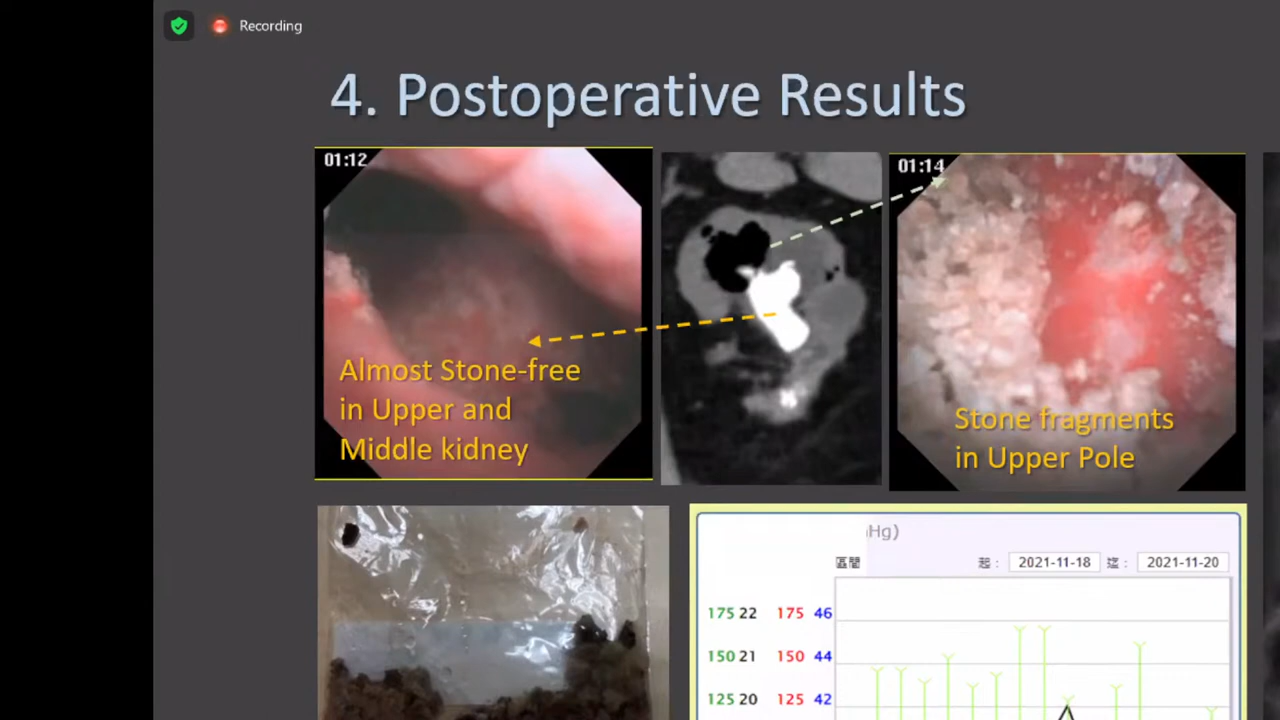 Recording
4. Postoperative Results
01:12
01:14
Almost Stone-free
in Upper and
Middle kidney
Stone fragments
in Upper Pole
Hg)
區間
起: 2021-11-18 迄: 2021-11-20
175 22 175 46
150 21 150 44
125 20 125 42